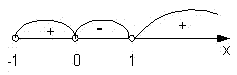 + - +
-1 0 1 x